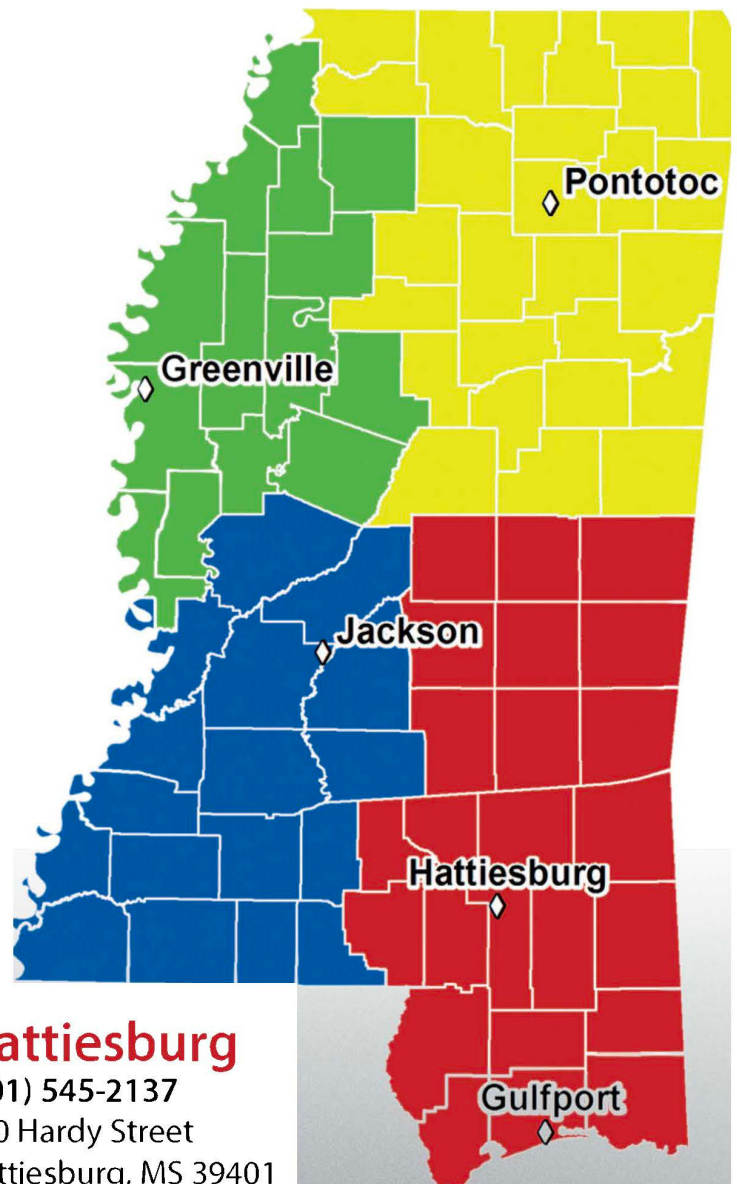 Pontotoc
Greenville
Jackson
Hattiesburg
Gulfport
attiesburg
01) 545-2137
0 Hardy Street
ttiesburg, MS 39401